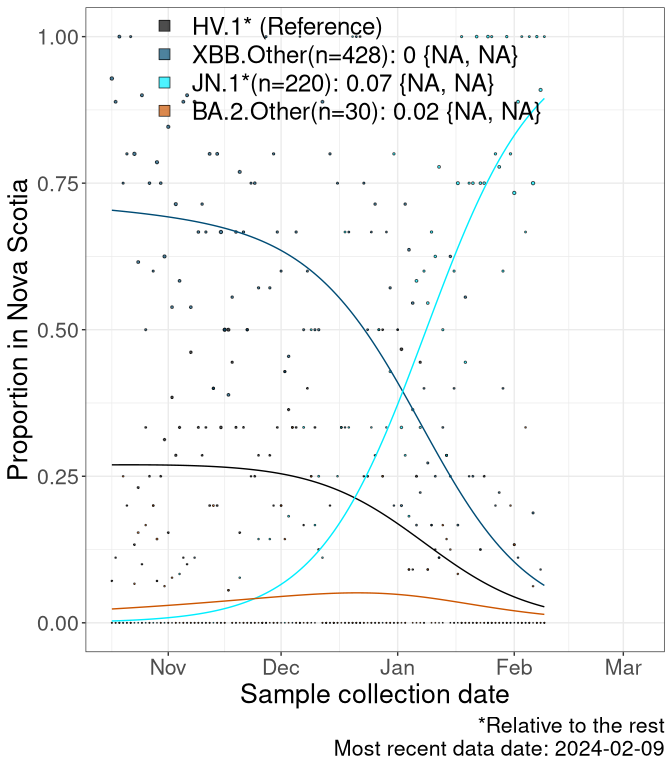 HV.1* (Reference)
XBB.Other(n=428): 0 {NA, NA}
JN.1*(n=220): 0.07 {NA, NA}
BA.2.Other(n=30): 0.02 {NA, NA}
1.00
0.75
0.50
0.25
0.00
Proportion in Nova Scotia
Nov Dec Jan Feb Mar
Sample collection date
*Relative to the rest
Most recent data date: 2024-02-09